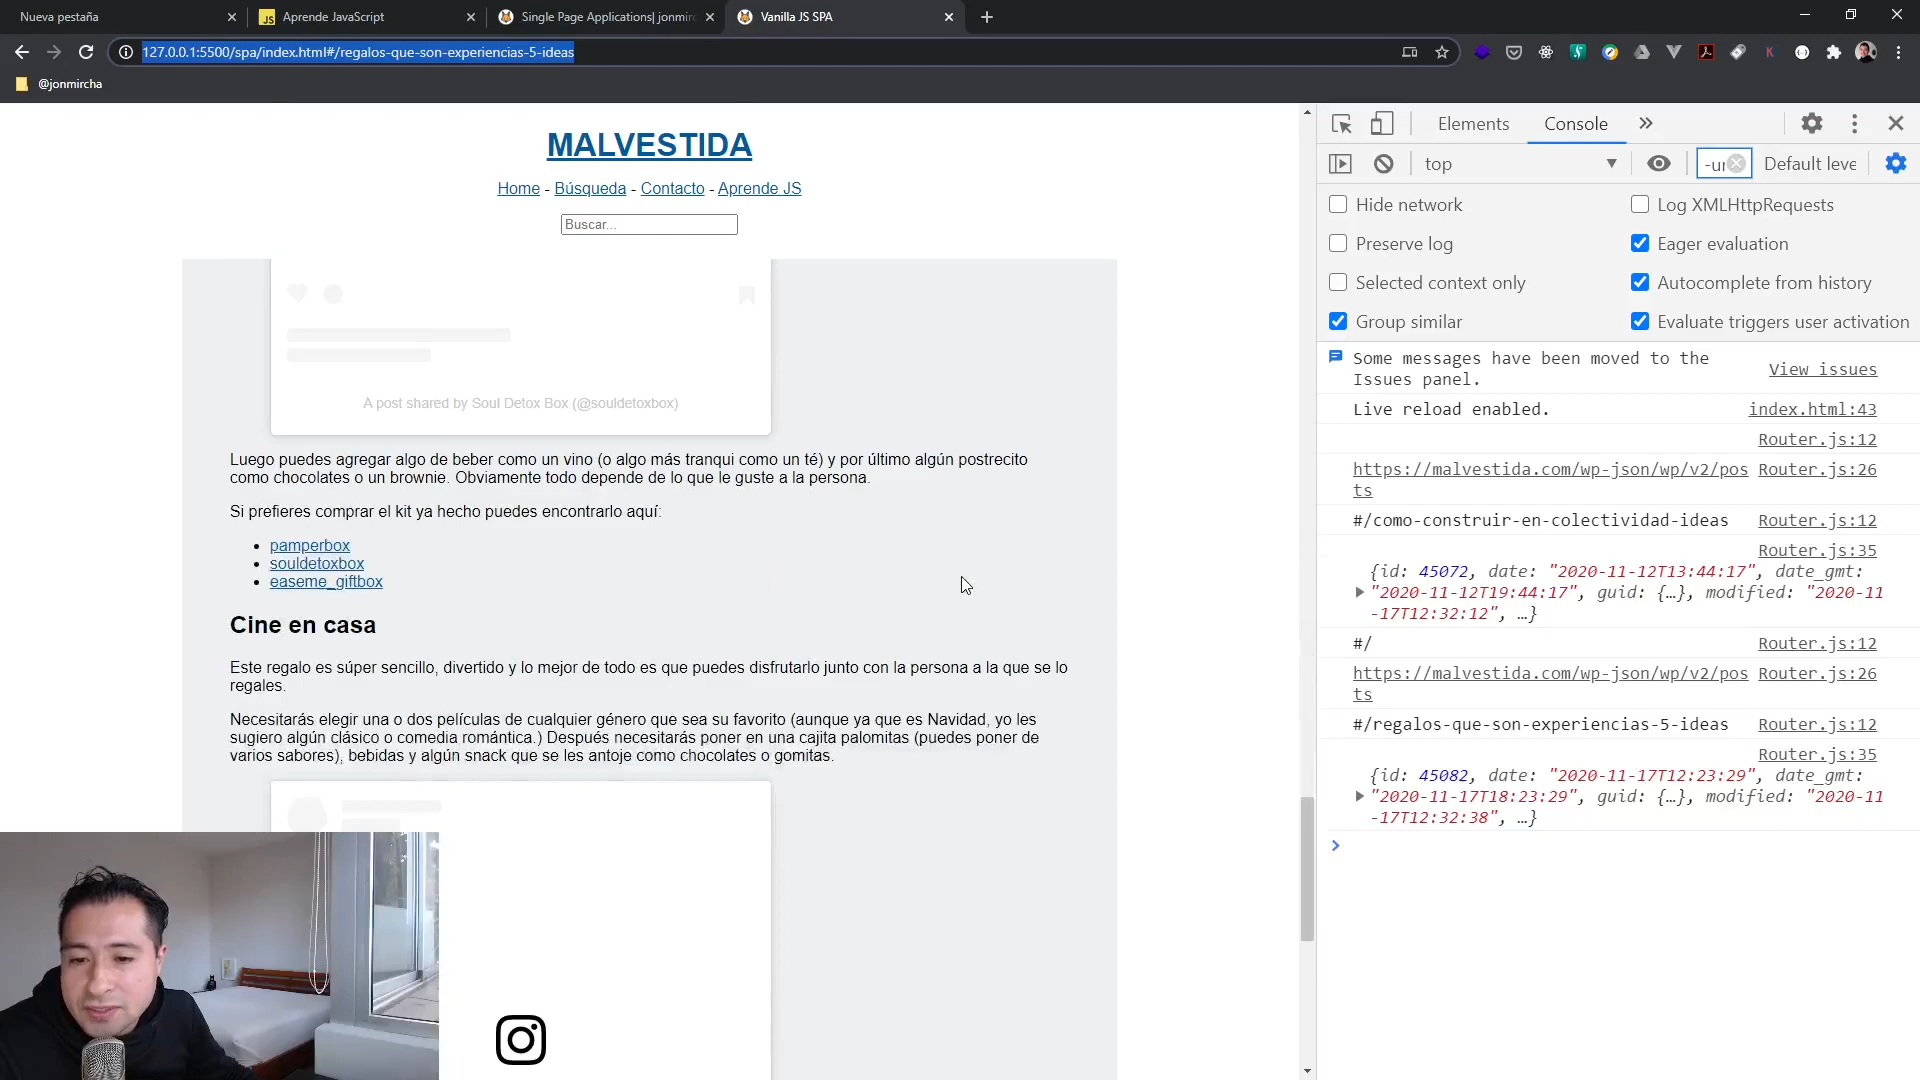 Nueva pestaña
JS
Aprende JavaScript
Single Page Applications| jonmirc
Vanilla JS SPA
127.0.0.1:5500/spa/index.html#/regalos-que-son-experiencias-5-ideas
@jonmircha
MALVESTIDA
Home - Búsqueda - Contacto - Aprende JS
Buscar...
A post shared by Soul Detox Box (@souldetoxbox)
Luego puedes agregar algo de beber como un vino (o algo más tranqui como un té) y por último algún postrecito
como chocolates o un brownie. Obviamente todo depende de lo que le guste a la persona.
Si prefieres comprar el kit ya hecho puedes encontrarlo aquí:
pamperbox
souldetoxbox
easeme_giftbox
Cine en casa
Este regalo es súper sencillo, divertido y lo mejor de todo es que puedes disfrutarlo junto con la persona a la que se lo
regales.
Necesitarás elegir una o dos películas de cualquier género que sea su favorito (aunque ya que es Navidad, yo les
sugiero algún clásico o comedia romántica.) Después necesitarás poner en una cajita palomitas (puedes poner de
varios sabores), bebidas y algún snack que se les antoje como chocolates o gomitas.
Elements
Console
top
-ur
Default leve
Hide network
Log XMLHttpRequests
Preserve log
Eager evaluation
Selected context only
Autocomplete from history
Group similar
Evaluate triggers user activation
Some messages have been moved to the
Issues panel.
View issues
Live reload enabled.
index.html:43
Router.js:12
https://malvestida.com/wp-json/wp/v2/pos
ts
Router.js:26
#/como-construir-en-colectividad-ideas
Router.js:12
Router.js:35
{id: 45072, date: "2020-11-12T13:44:17", date_gmt:
"2020-11-12T19:44:17", guid: {…}, modified: "2020-11
-17T12:32:12", …}
#/
Router.js:12
https://malvestida.com/wp-json/wp/v2/pos
ts
Router.js:26
#/regalos-que-son-experiencias-5-ideas
Router.js:12
Router.js:35
{id: 45082, date: "2020-11-17T12:23:29", date_gmt:
"2020-11-17T18:23:29", guid: {…}, modified: "2020-11
-17T12:32:38", …}